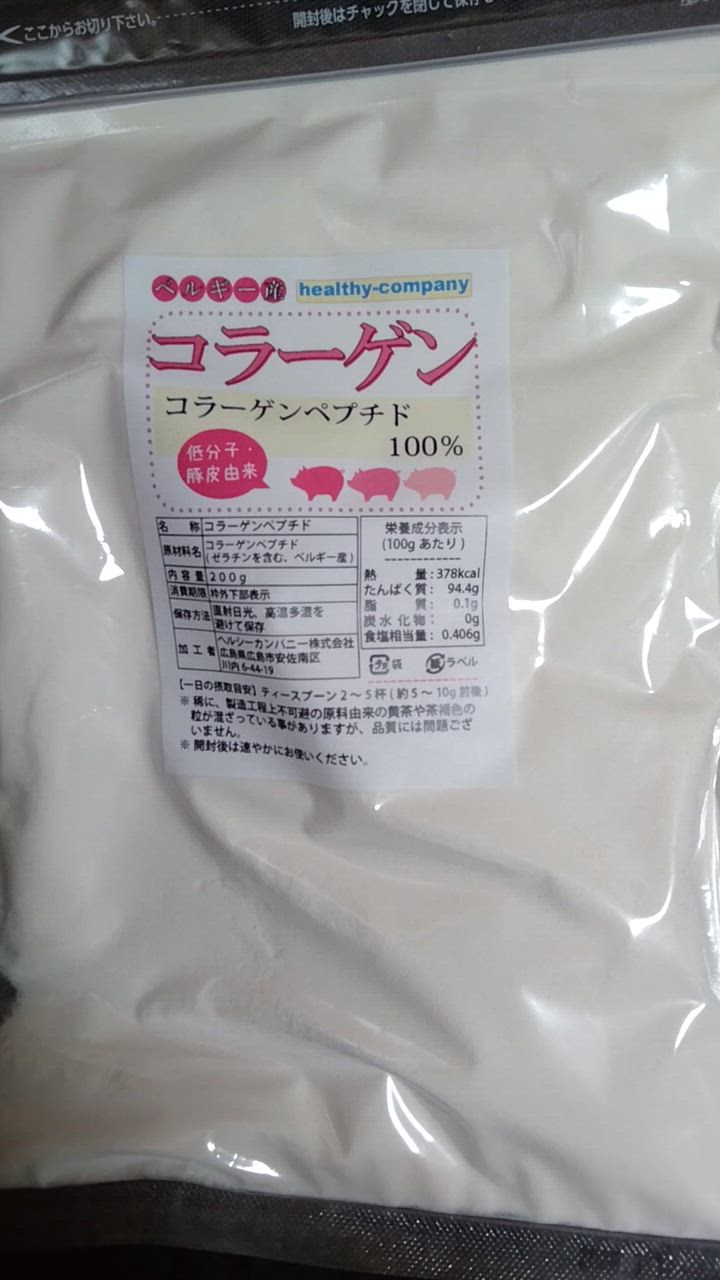 ここからお切り下さい。
開封後はチャックを閉じて保存し
ベルギー産 healthy-company
コラーゲン
コラーゲンペプチド
100%
低分子・
豚皮由来
名 称 コラーゲンペプチド
原材料名 コラーゲンペプチド
(ゼラチンを含む、ベルギー産)
内容量 200g
消費期限 枠外下部表示
保存方法 直射日光、高温多湿を
避けて保存
加工者 ヘルシーカンパニー株式会社
広島県広島市安佐南区
川内6-44-19
栄養成分表示
(100gあたり)
熱 量:378kcal
たんぱく質: 94.4g
脂 質: 0.1g
炭水化物: 0g
食塩相当量: 0.406g
プラ 袋 紙 ラベル
【一日の摂取目安】ティースプーン2～5杯(約5～10g前後)
※ 稀に、製造工程上不可避の原料由来の黄茶や茶褐色の
粒が混ざっている事がありますが、品質には問題ござ
いません。
※ 開封後は速やかにお使いください。